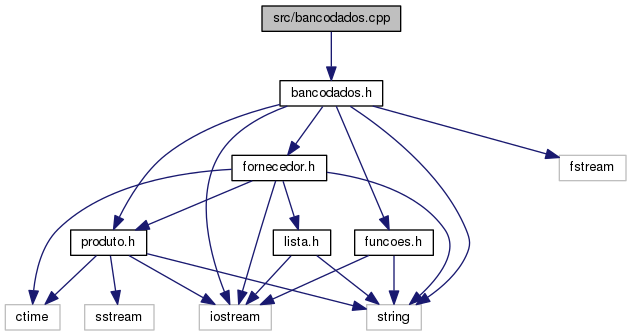 src/bancodados.cpp
bancodados.h
fornecedor.h
fstream
produto.h
lista.h
funcoes.h
ctime
sstream
iostream
string